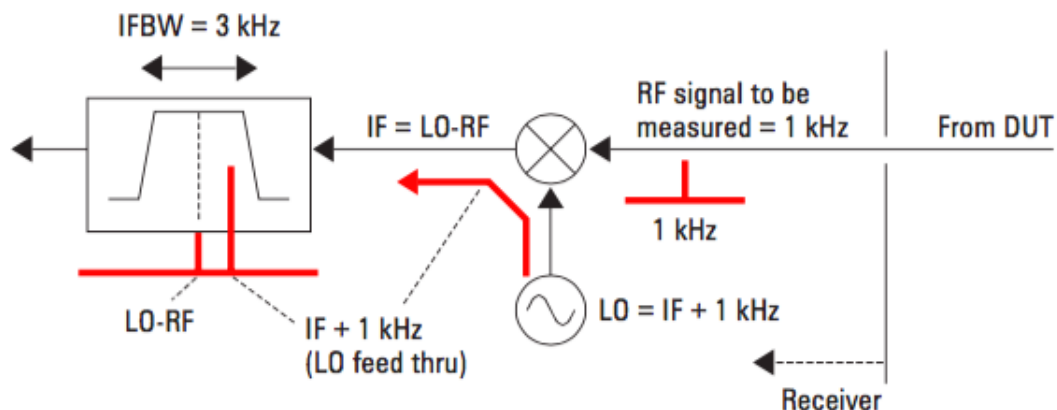 IFBW = 3 kHz
RF signal to be
measured = 1 kHz
IF = LO-RF
From DUT
1 kHz
LO = IF + 1 kHz
LO-RF
IF + 1 kHz
(LO feed thru)
Receiver